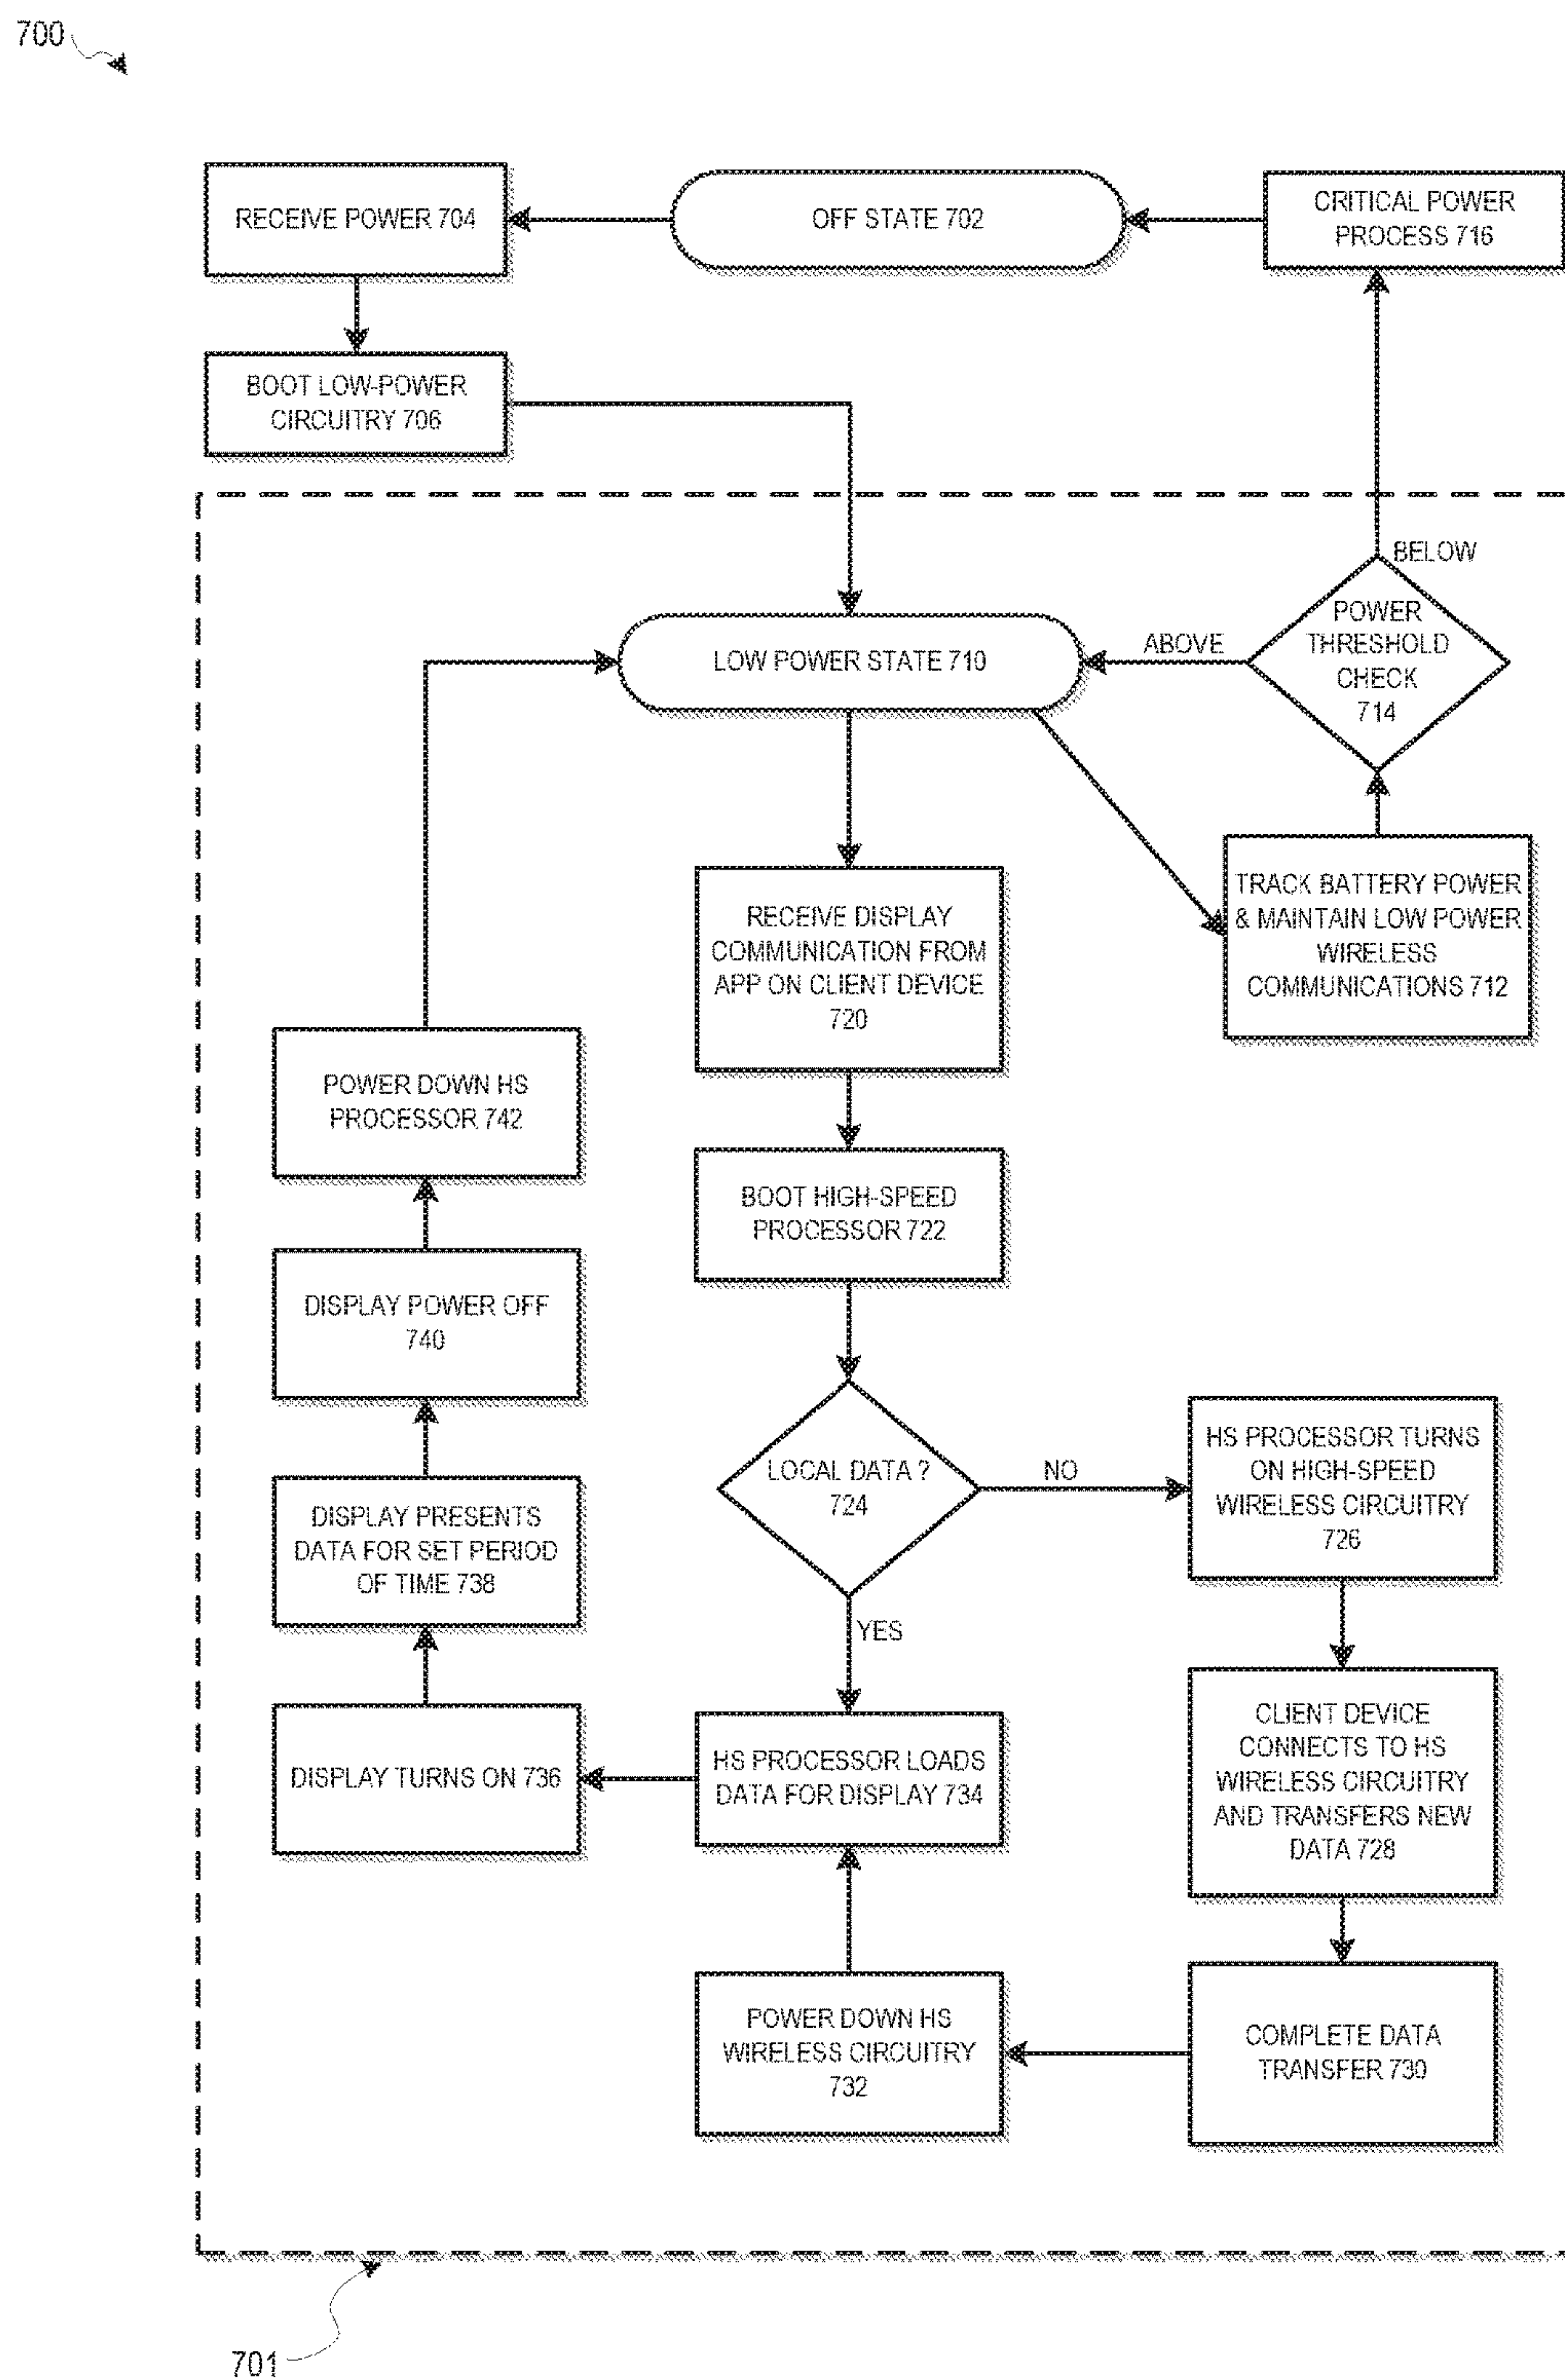 700
RECEIVE POWER 704
OFF STATE 702
CRITICAL POWER
PROCESS 716
BOOT LOW-POWER
CIRCUITRY 706
BELOW
POWER
THRESHOLD
CHECK
714
ABOVE
LOW POWER STATE 710
TRACK BATTERY POWER
& MAINTAIN LOW POWER
WIRELESS
COMMUNICATIONS 712
RECEIVE DISPLAY
COMMUNICATION FROM
APP ON CLIENT DEVICE
720
POWER DOWN HS
PROCESSOR 742
BOOT HIGH-SPEED
PROCESSOR 722
DISPLAY POWER OFF
740
LOCAL DATA ?
724
NO
HS PROCESSOR TURNS
ON HIGH-SPEED
WIRELESS CIRCUITRY
726
DISPLAY PRESENTS
DATA FOR SET PERIOD
OF TIME 738
YES
CLIENT DEVICE
CONNECTS TO HS
WIRELESS CIRCUITRY
AND TRANSFERS NEW
DATA 728
DISPLAY TURNS ON 736
HS PROCESSOR LOADS
DATA FOR DISPLAY 734
POWER DOWN HS
WIRELESS CIRCUITRY
732
COMPLETE DATA
TRANSFER 730
701